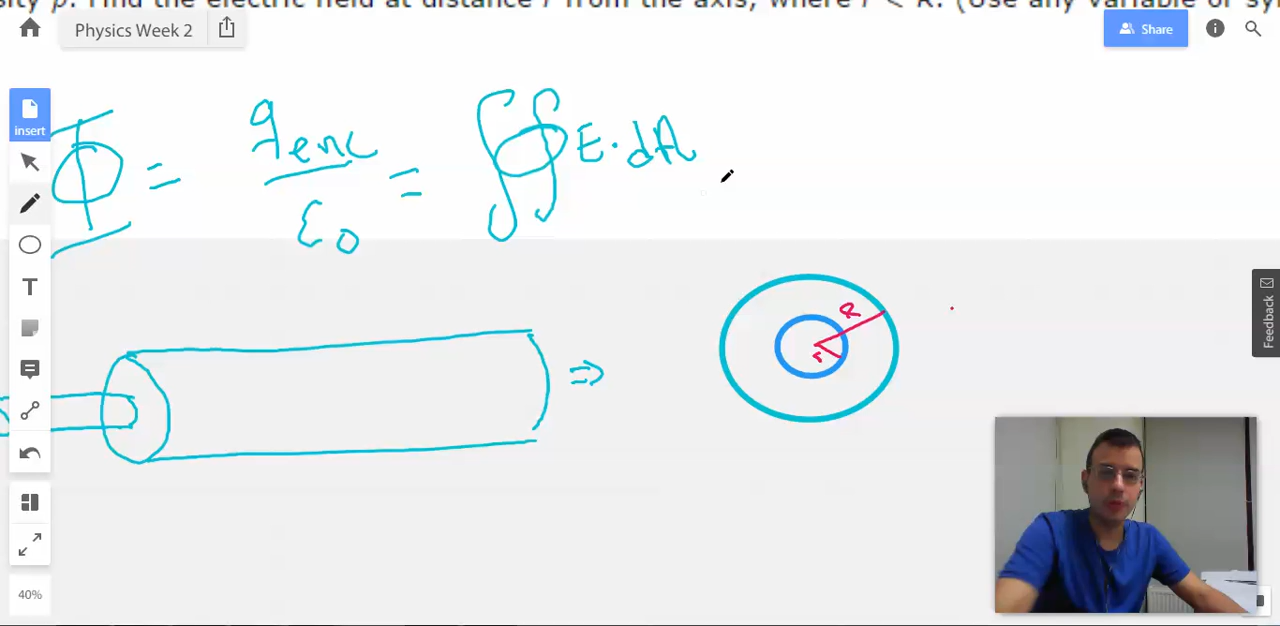 sity ρ. Find the electric field at distance r from the axis, where r < R. (Use any variable or sy
Physics Week 2
Share
insert
Φ = qenc / ε0 = ∯ E · dA
R
r
⇒
T
Feedback
40%